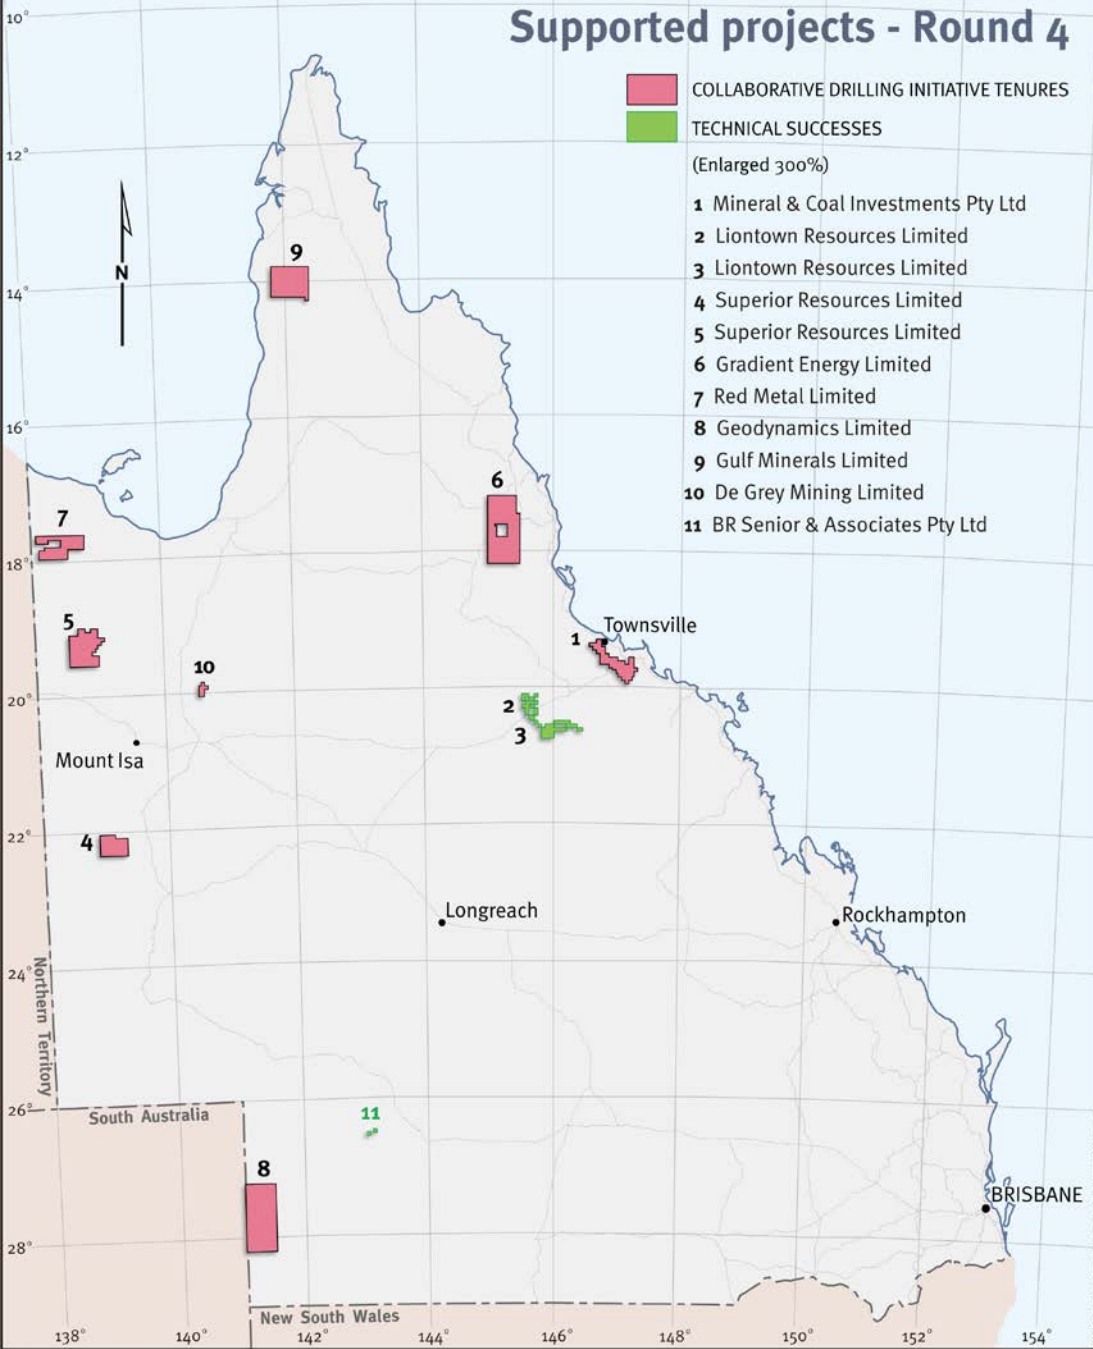 Supported projects - Round 4
COLLABORATIVE DRILLING INITIATIVE TENURES
TECHNICAL SUCCESSES
(Enlarged 300%)
1 Mineral & Coal Investments Pty Ltd
2 Liontown Resources Limited
3 Liontown Resources Limited
4 Superior Resources Limited
5 Superior Resources Limited
6 Gradient Energy Limited
7 Red Metal Limited
8 Geodynamics Limited
9 Gulf Minerals Limited
10 De Grey Mining Limited
11 BR Senior & Associates Pty Ltd
10°
12°
N
9
14°
16°
6
7
18°
5
1
Townsville
10
20°
2
3
Mount Isa
22°
4
Longreach
Rockhampton
24°
Northern Territory
26°
South Australia
11
8
BRISBANE
28°
New South Wales
138°
140°
142°
144°
146°
148°
150°
152°
154°